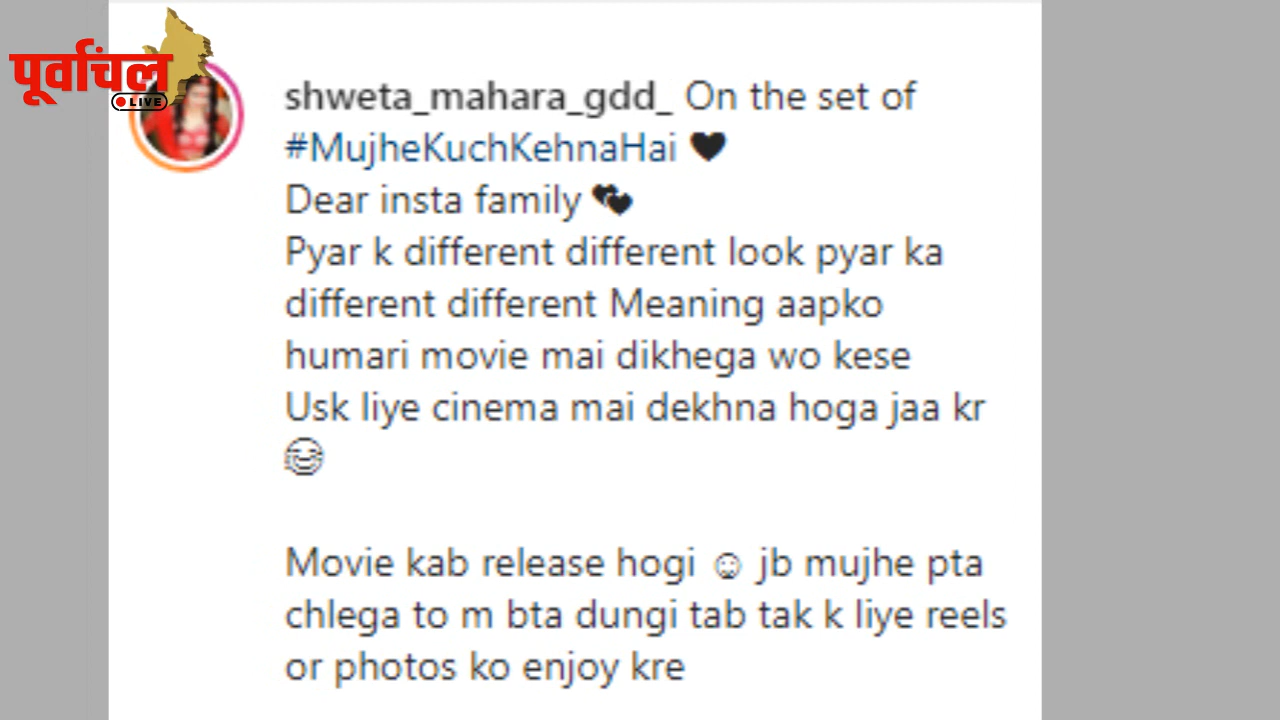 पूर्वांचल
LIVE
shweta_mahara_gdd_ On the set of
#MujheKuchKehnaHai 🖤
Dear insta family 💕
Pyar k different different look pyar ka
different different Meaning aapko
humari movie mai dikhega wo kese
Usk liye cinema mai dekhna hoga jaa kr
😂
Movie kab release hogi ☺ jb mujhe pta
chlega to m bta dungi tab tak k liye reels
or photos ko enjoy kre